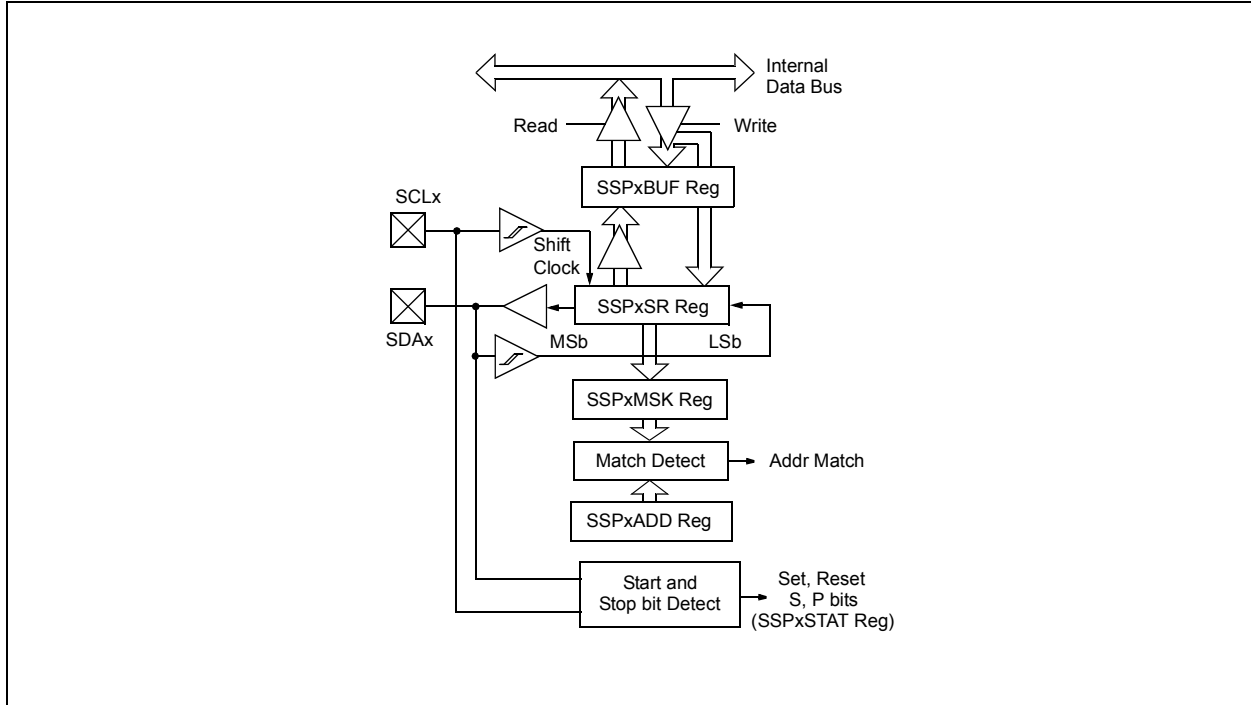 Internal
Data Bus
Read
Write
SSPxBUF Reg
SCLx
Shift
Clock
SSPxSR Reg
SDAx
MSb
LSb
SSPxMSK Reg
Match Detect
Addr Match
SSPxADD Reg
Start and
Stop bit Detect
Set, Reset
S, P bits
(SSPxSTAT Reg)